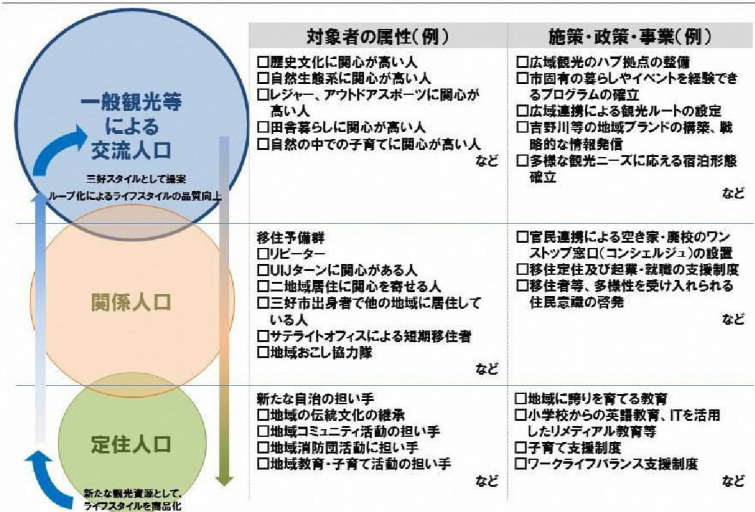 対象者の属性（例）
施策・政策・事業（例）
一般観光等
による
交流人口
三好スタイルとして提案
ループ化によるライフスタイルの品質向上
□歴史文化に関心が高い人
□自然生態系に関心が高い人
□レジャー、アウトドアスポーツに関心が
高い人
□田舎暮らしに関心が高い人
□自然の中での子育てに関心が高い人
など
□広域観光のハブ拠点の整備
□市固有の暮らしやイベントを経験でき
るプログラムの確立
□広域連携による観光ルートの設定
□吉野川等の地域ブランドの構築、戦
略的な情報発信
□多様な観光ニーズに応える宿泊形態
確立
など
関係人口
移住予備群
□リピーター
□UIJターンに関心がある人
□二地域居住に関心を寄せる人
□三好市出身者で他の地域に居住して
いる人
□サテライトオフィスによる短期移住者
□地域おこし協力隊
など
□官民連携による空き家・廃校のワン
ストップ窓口（コンシェルジュ）の設置
□移住定住及び起業・就職の支援制度
□移住者等、多様性を受け入れられる
住民意識の啓発
など
定住人口
新たな観光資源として、
ライフスタイルを商品化
新たな自治の担い手
□地域の伝統文化の継承
□地域コミュニティ活動の担い手
□地域消防団活動に担い手
□地域教育・子育て活動の担い手
など
□地域に誇りを育てる教育
□小学校からの英語教育、ITを活用
したリメディアル教育等
□子育て支援制度
□ワークライフバランス支援制度
など